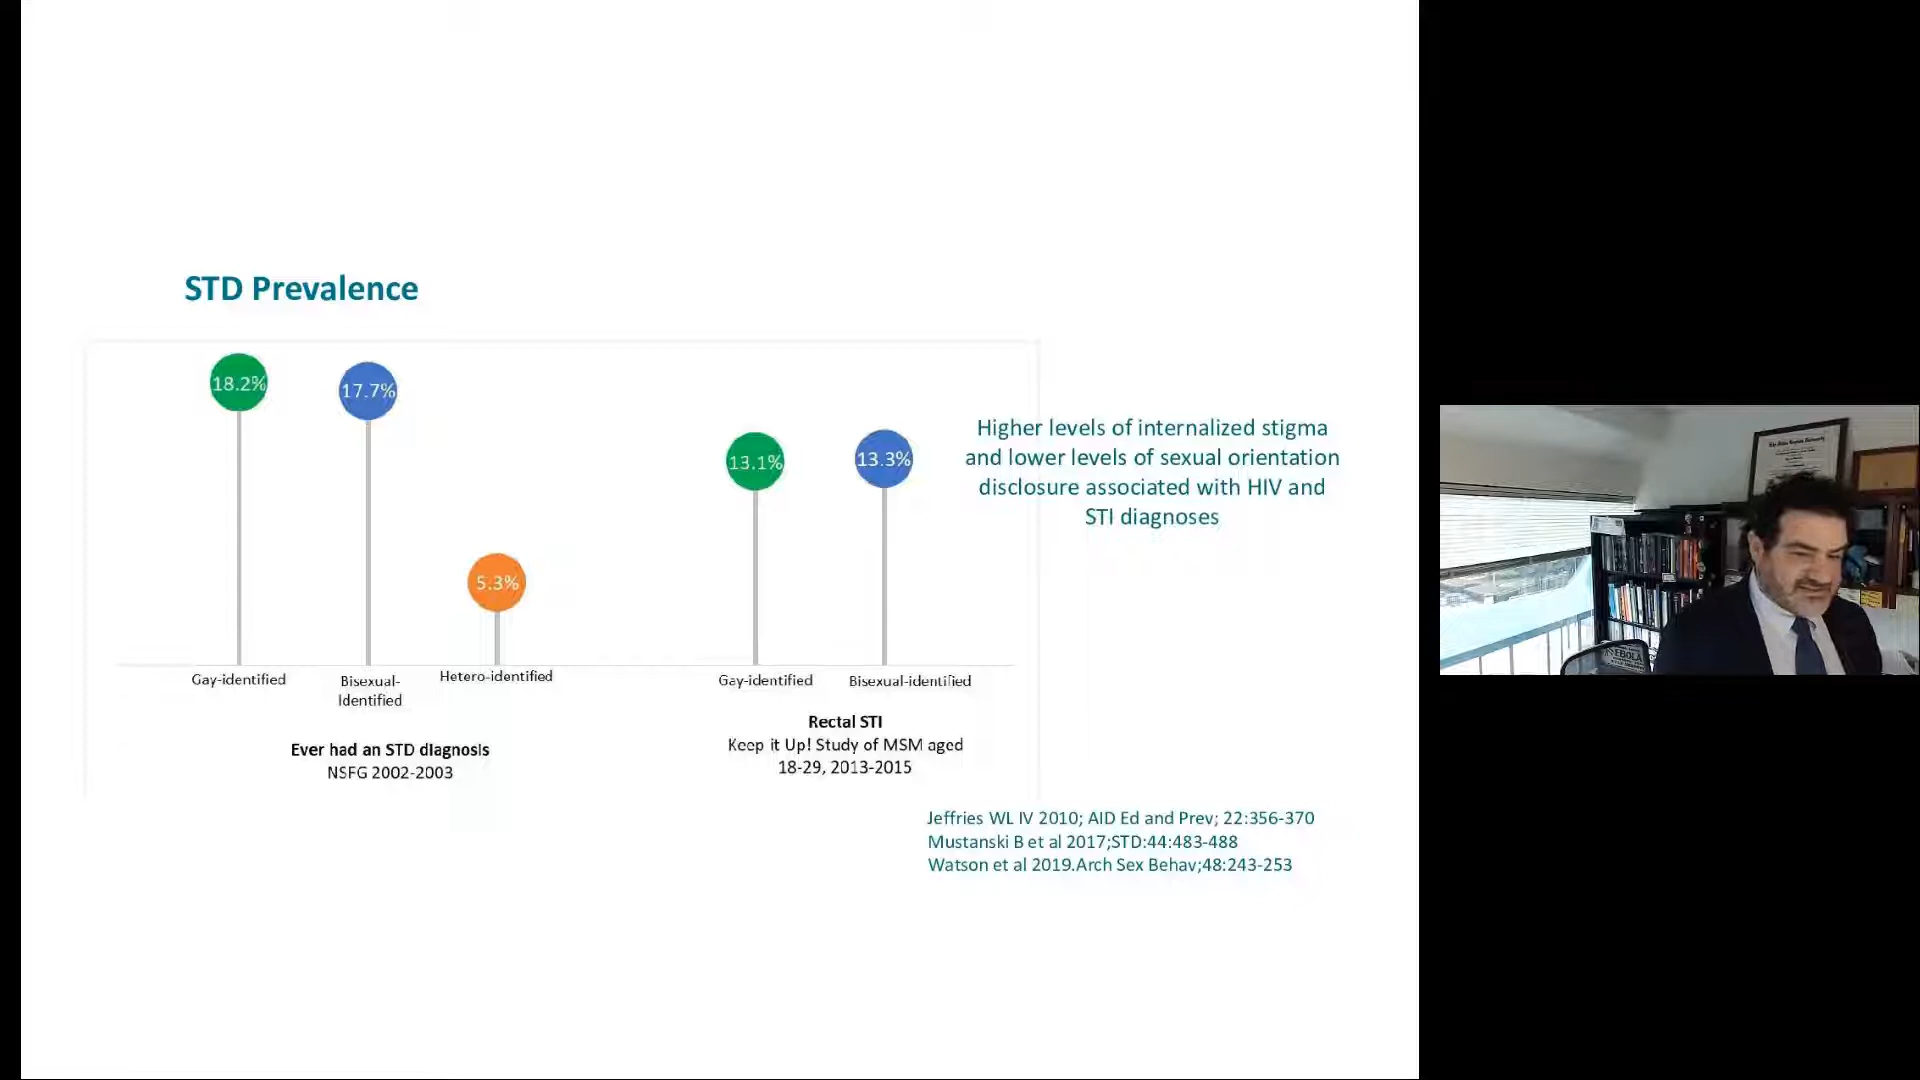 STD Prevalence
18.2%
17.7%
5.3%
13.1%
13.3%
Higher levels of internalized stigma
and lower levels of sexual orientation
disclosure associated with HIV and
STI diagnoses
Gay-identified
Bisexual-
Identified
Hetero-identified
Gay-identified
Bisexual-identified
Ever had an STD diagnosis
NSFG 2002-2003
Rectal STI
Keep it Up! Study of MSM aged
18-29, 2013-2015
Jeffries WL IV 2010; AID Ed and Prev; 22:356-370
Mustanski B et al 2017;STD:44:483-488
Watson et al 2019.Arch Sex Behav;48:243-253
EBOLA